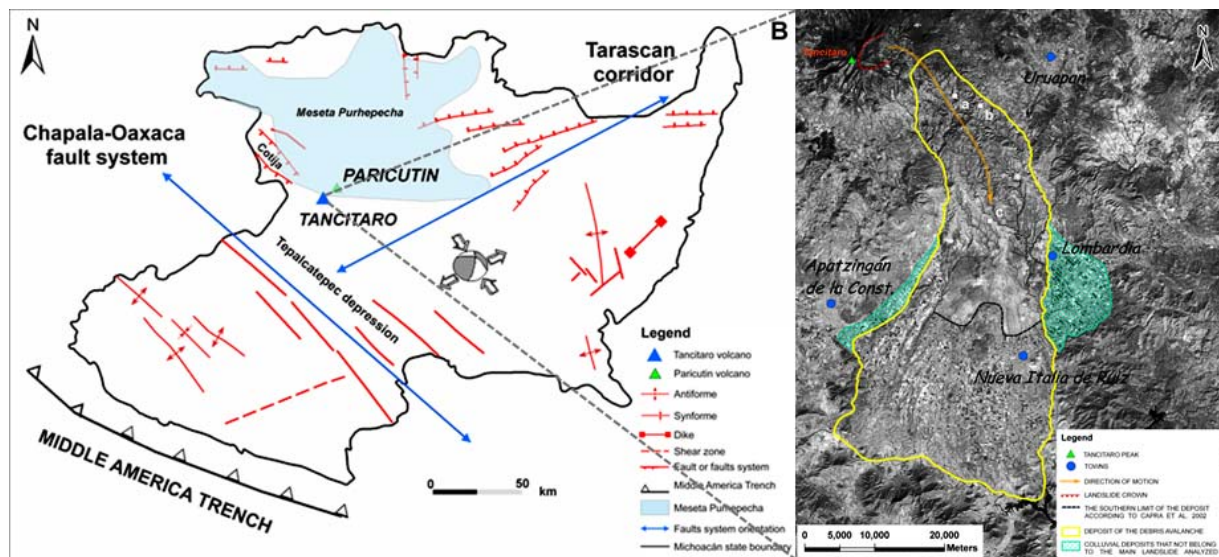 N
Tarascan
corridor
Meseta Purhepecha
Chapala-Oaxaca
fault system
Cotija
PARICUTIN
TANCITARO
Tepalcatepec depression
MIDDLE AMERICA TRENCH
0 50
km
Legend
Tancitaro volcano
Paricutin volcano
Antiforme
Synforme
Dike
Shear zone
Fault or faults system
Middle America Trench
Meseta Purhepecha
Faults system orientation
Michoacán state boundary
B
N
Tancitaro
Uruapan
a
b
c
Lombardia
Apatzingán
de la Const.
Nueva Italia de Ruiz
Legend
TANCITARO PEAK
TOWNS
DIRECTION OF MOTION
LANDSLIDE CROWN
THE SOUTHERN LIMIT OF THE DEPOSIT
ACCORDING TO CAPRA ET AL. 2002
DEPOSIT OF THE DEBRIS AVALANCHE
COLLUVIAL DEPOSITS THAT NOT BELONG
TO THE MAIN LANDSLIDE ANALYZED
0 5,000 10,000 20,000
Meters